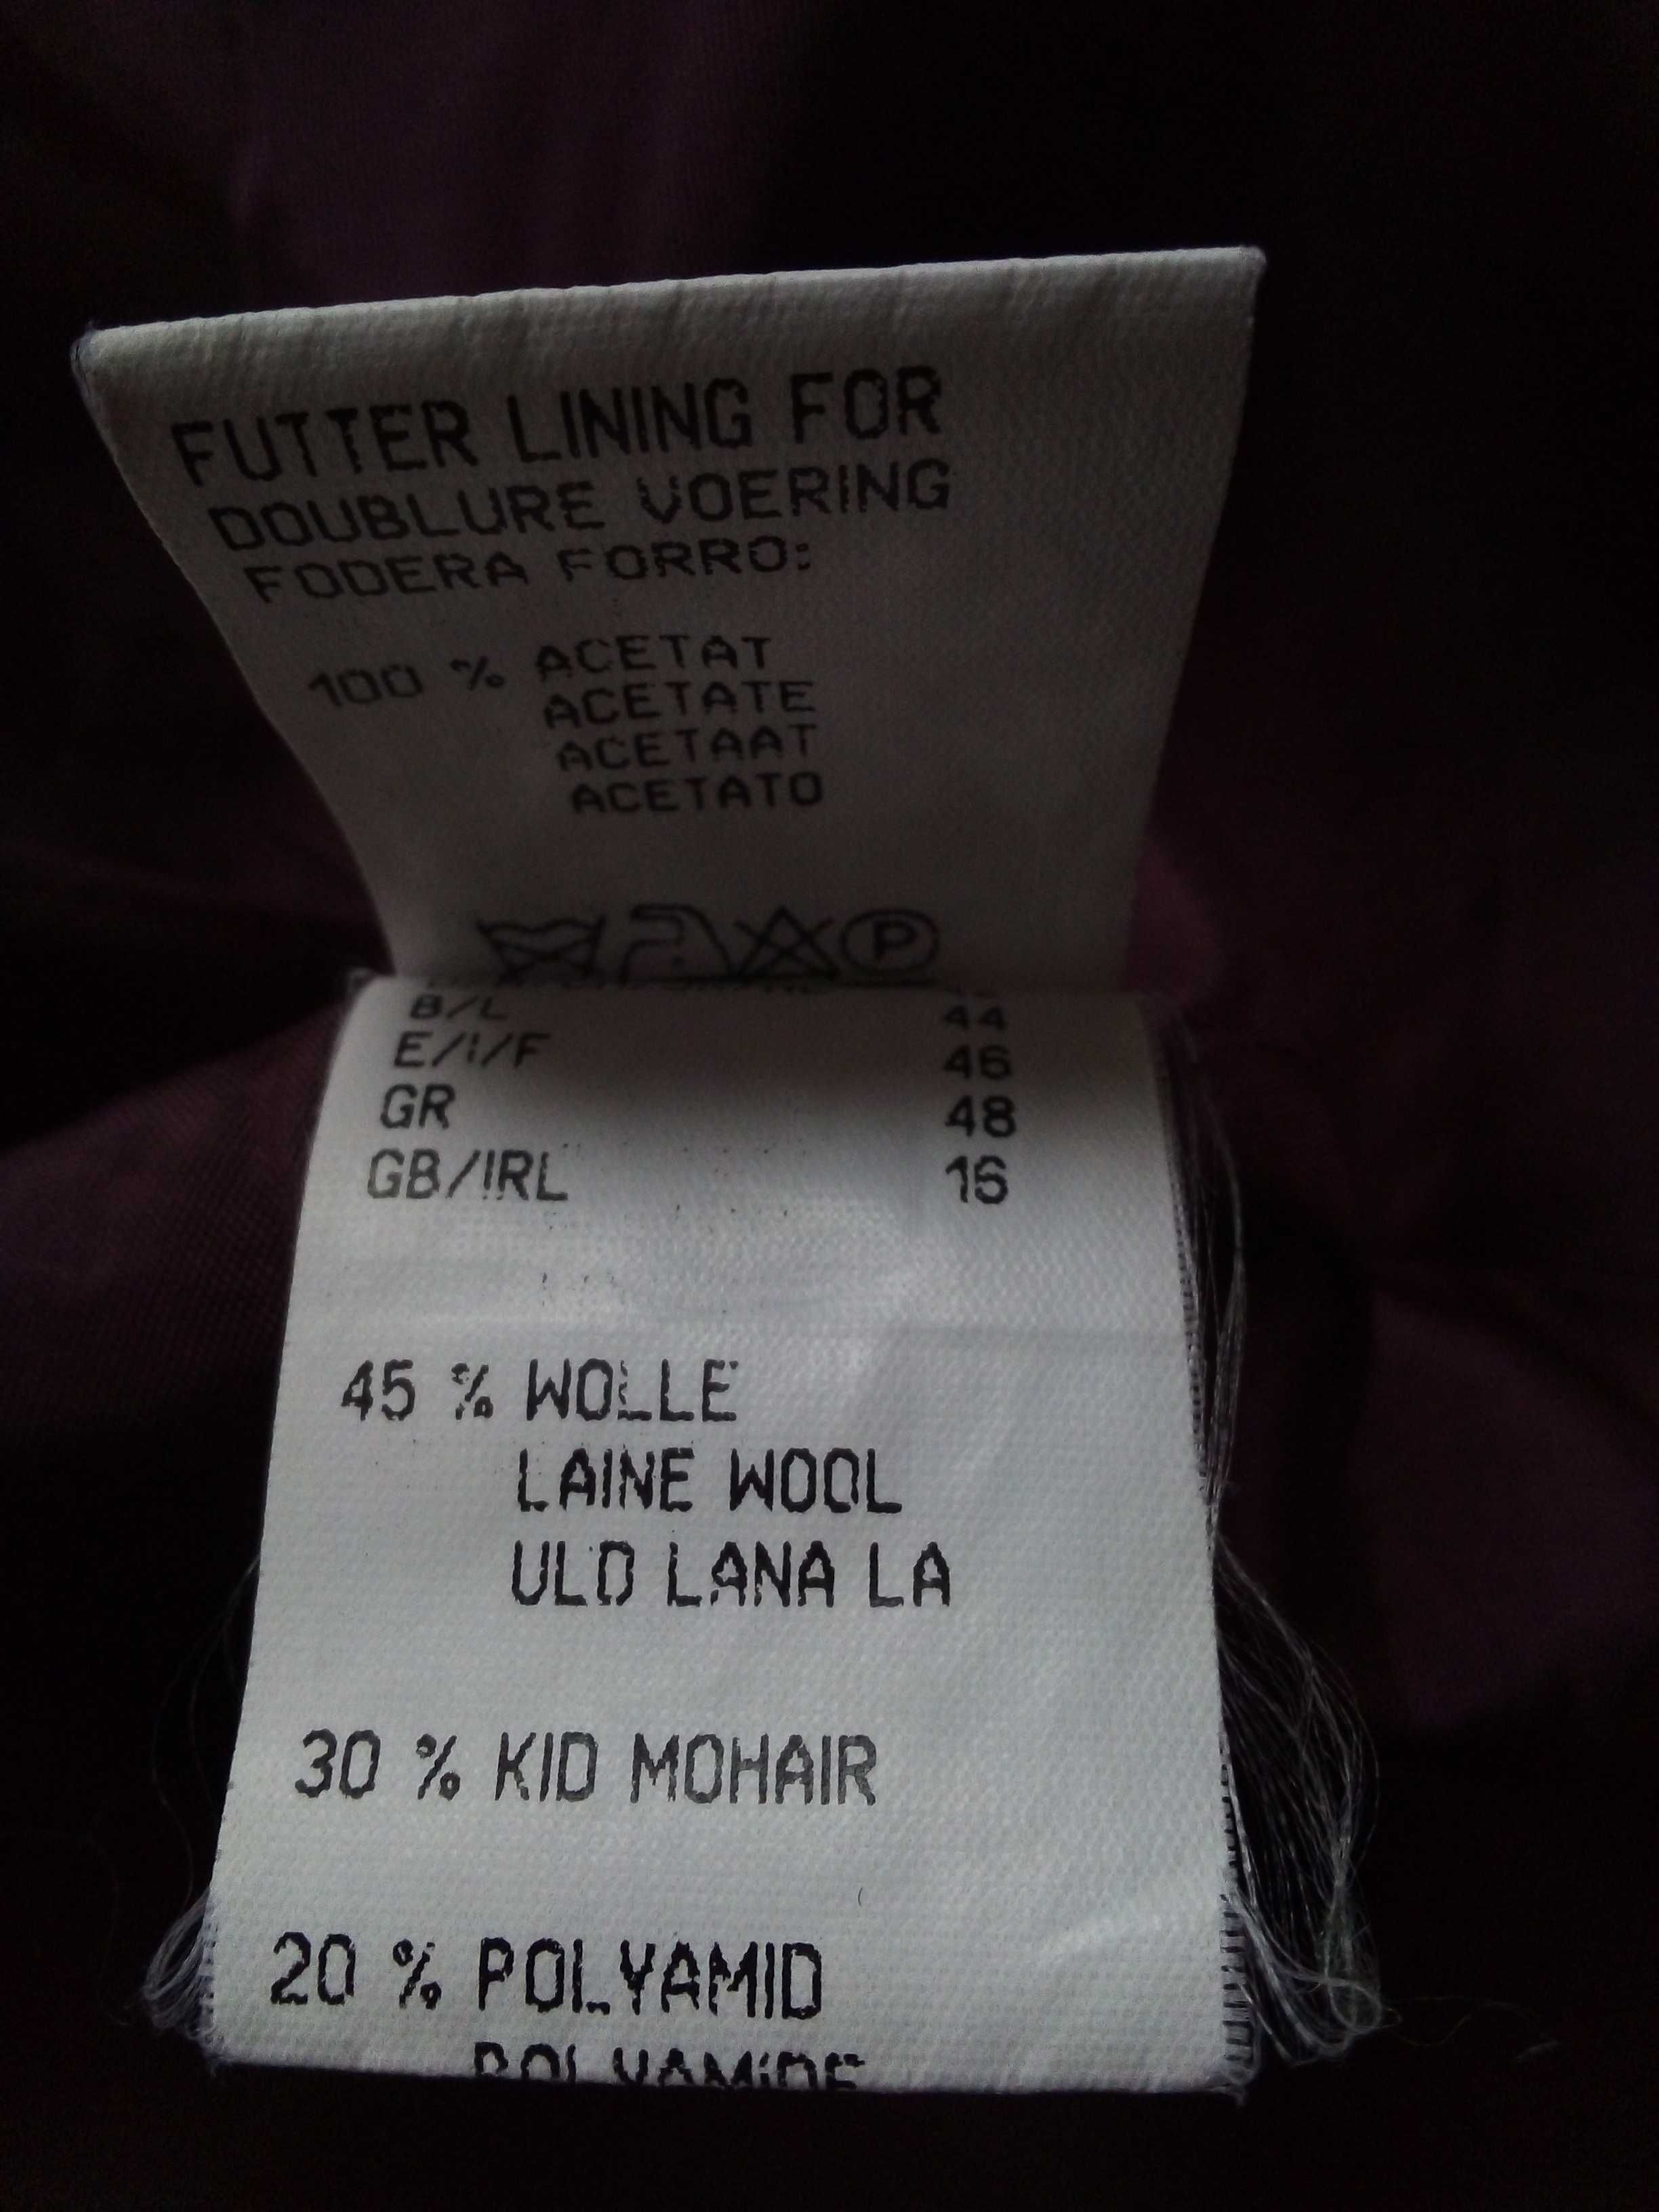 FUTTER LINING FOR
DOUBLURE VOERING
FODERA FORRO:
100 % ACETAT
ACETATE
ACETAAT
ACETATO
P
B/L 44
E/I/F 46
GR 48
GB/IRL 16
45 % WOLLE
LAINE WOOL
ULD LANA LA
30 % KID MOHAIR
20 % POLYAMID
POLYAMIDE